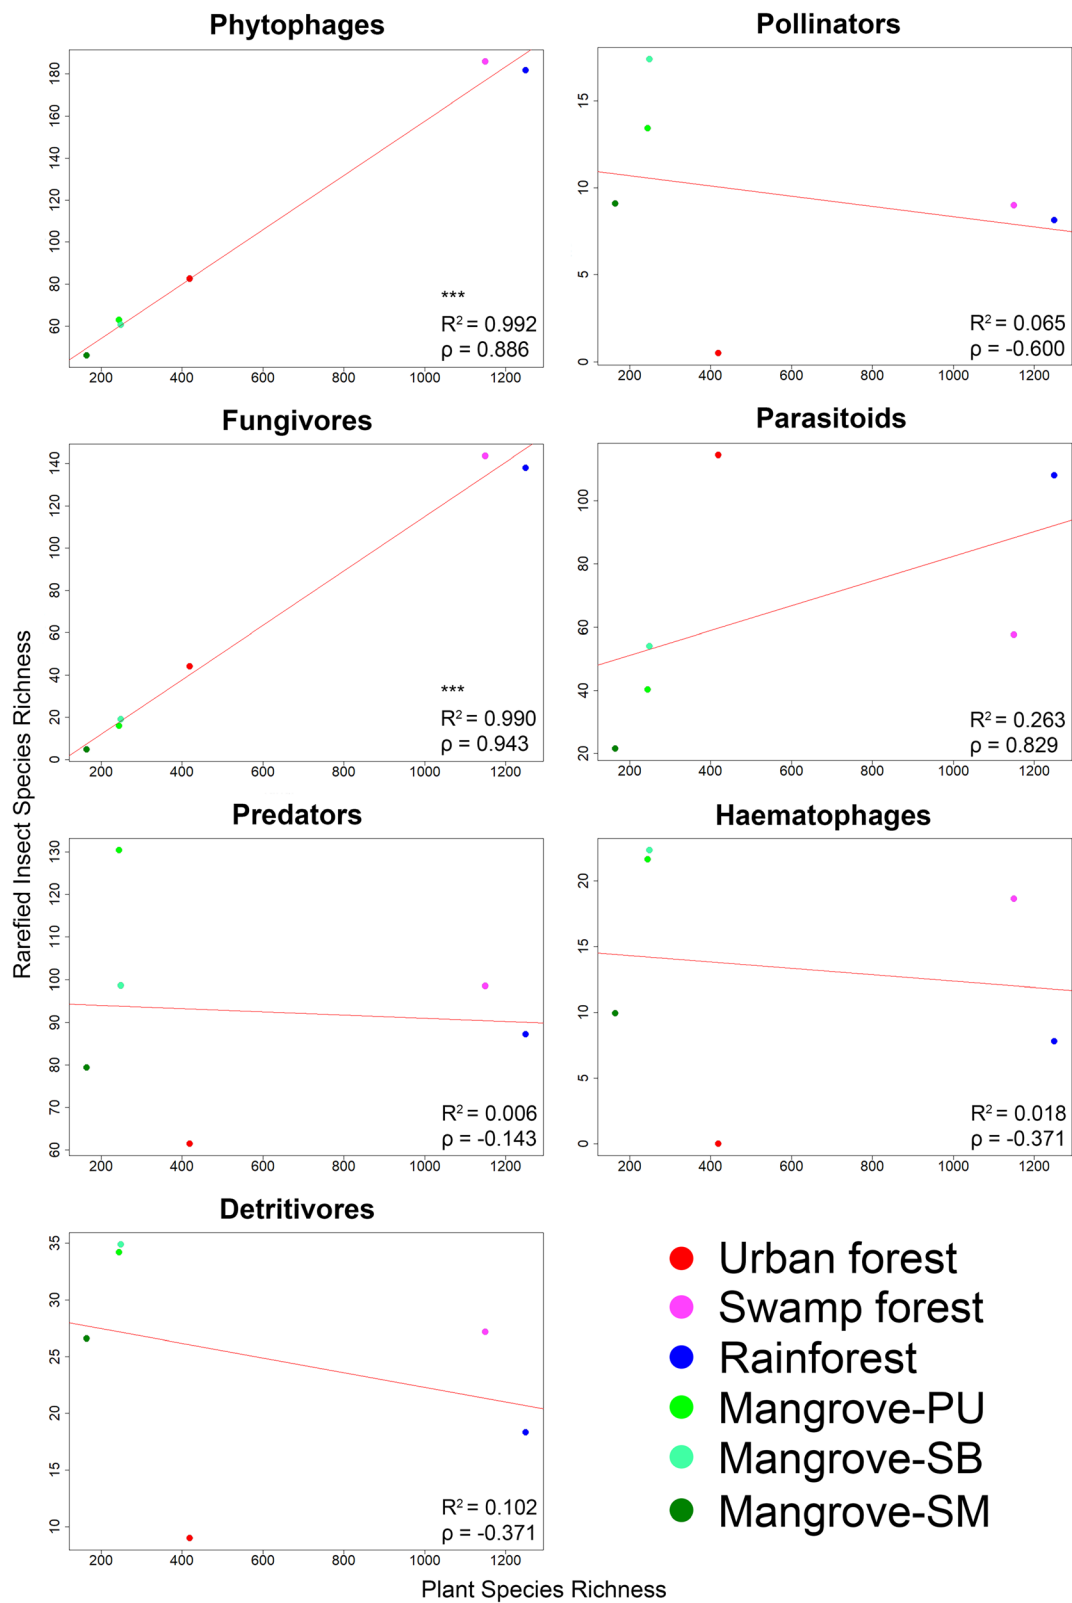 Phytophages
180
160
140
120
100
80
60
***
R² = 0.992
ρ = 0.886
200 400 600 800 1000 1200
Pollinators
15
10
5
0
R² = 0.065
ρ = -0.600
200 400 600 800 1000 1200
Fungivores
140
120
100
80
60
40
20
0
***
R² = 0.990
ρ = 0.943
200 400 600 800 1000 1200
Parasitoids
100
80
60
40
20
R² = 0.263
ρ = 0.829
200 400 600 800 1000 1200
Rarefied Insect Species Richness
Predators
130
120
110
100
90
80
70
60
R² = 0.006
ρ = -0.143
200 400 600 800 1000 1200
Haematophages
20
15
10
5
0
R² = 0.018
ρ = -0.371
200 400 600 800 1000 1200
Detritivores
35
30
25
20
15
10
R² = 0.102
ρ = -0.371
200 400 600 800 1000 1200
Plant Species Richness
Urban forest
Swamp forest
Rainforest
Mangrove-PU
Mangrove-SB
Mangrove-SM